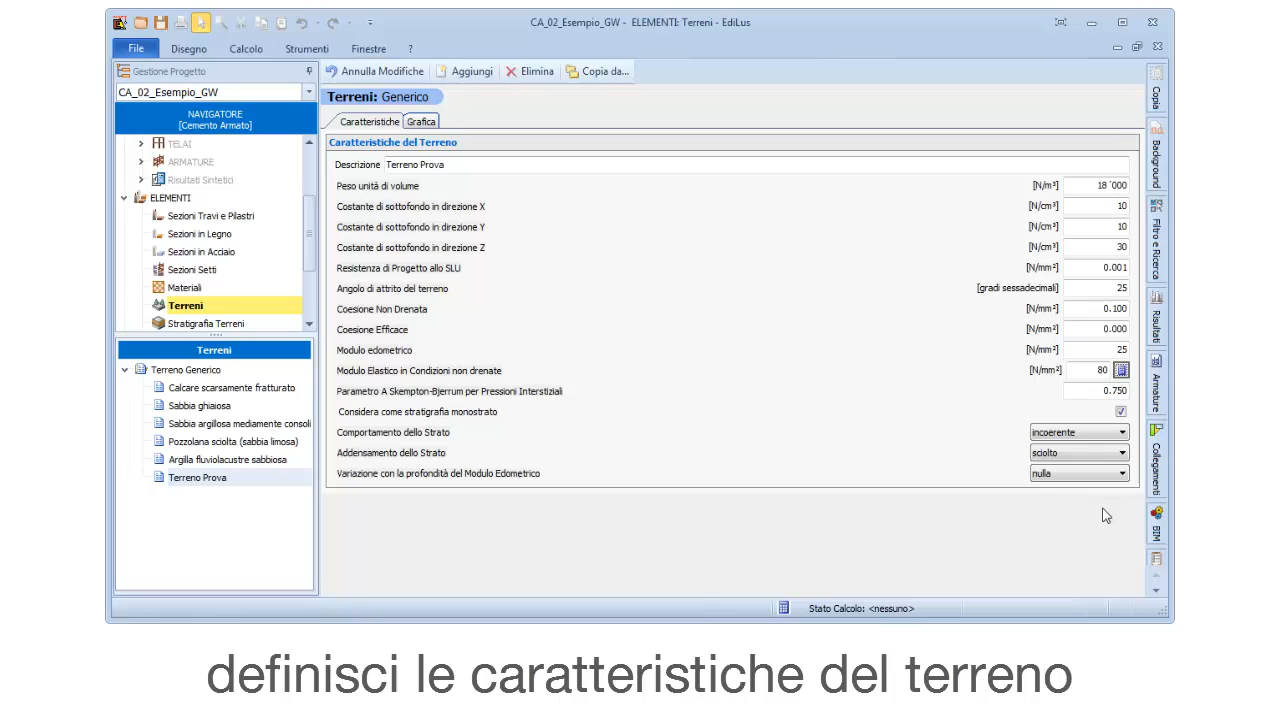 CA_02_Esempio_GW - ELEMENTI: Terreni - EdiLus
File Disegno Calcolo Strumenti Finestre ?
Gestione Progetto
CA_02_Esempio_GW
NAVIGATORE
[Cemento Armato]
TELAI
ARMATURE
Risultati Sintetici
ELEMENTI
Sezioni Travi e Pilastri
Sezioni in Legno
Sezioni in Acciaio
Sezioni Setti
Materiali
Terreni
Stratigrafia Terreni
Terreni
Terreno Generico
Calcare scarsamente fratturato
Sabbia ghiaiosa
Sabbia argillosa mediamente consoli
Pozzolana sciolta (sabbia limosa)
Argilla fluviolacustre sabbiosa
Terreno Prova
Annulla Modifiche Aggiungi Elimina Copia da...
Terreni: Generico
Caratteristiche Grafica
Caratteristiche del Terreno
Descrizione Terreno Prova
Peso unità di volume [N/m³] 18˙000
Costante di sottofondo in direzione X [N/cm³] 10
Costante di sottofondo in direzione Y [N/cm³] 10
Costante di sottofondo in direzione Z [N/cm³] 30
Resistenza di Progetto allo SLU [N/mm²] 0.001
Angolo di attrito del terreno [gradi sessadecimali] 25
Coesione Non Drenata [N/mm²] 0.100
Coesione Efficace [N/mm²] 0.000
Modulo edometrico [N/mm²] 25
Modulo Elastico in Condizioni non drenate [N/mm²] 80
Parametro A Skempton-Bjerrum per Pressioni Interstiziali 0.750
Considera come stratigrafia monostrato
Comportamento dello Strato incoerente
Addensamento dello Strato sciolto
Variazione con la profondità del Modulo Edometrico nulla
Copia
Background
Filtro e Ricerca
Risultati
Armature
Collegamenti
BIM
Stato Calcolo: <nessuno>
definisci le caratteristiche del terreno